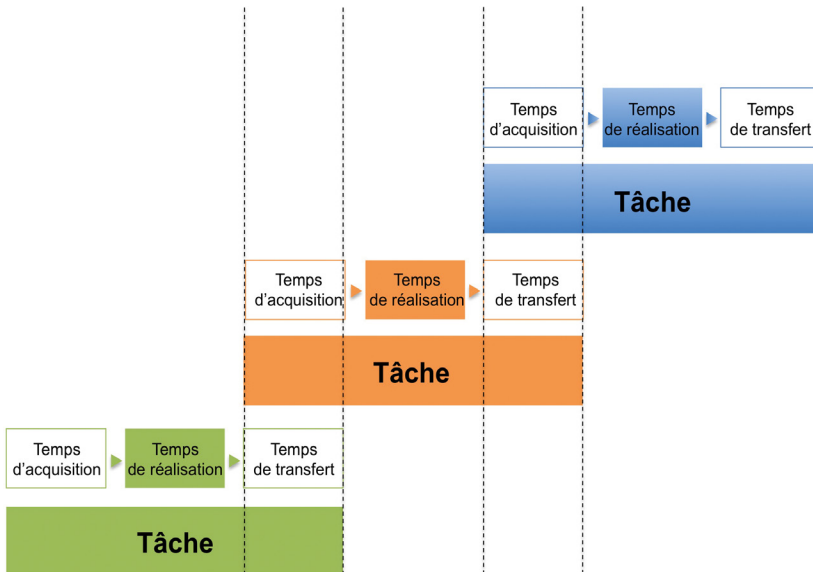 Temps
d’acquisition
Temps
de réalisation
Temps
de transfert
Tâche
Temps
d’acquisition
Temps
de réalisation
Temps
de transfert
Tâche
Temps
d’acquisition
Temps
de réalisation
Temps
de transfert
Tâche